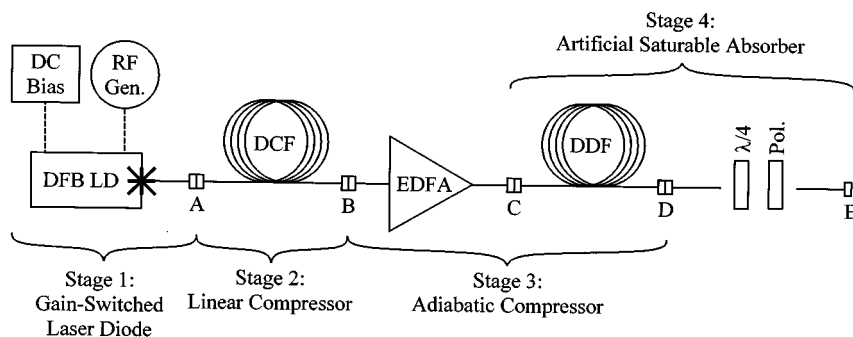 Stage 4:
Artificial Saturable Absorber
DC
Bias
RF
Gen.
DCF
DDF
λ/4
Pol.
DFB LD
EDFA
A
B
C
D
E
Stage 1:
Gain-Switched
Laser Diode
Stage 2:
Linear Compressor
Stage 3:
Adiabatic Compressor